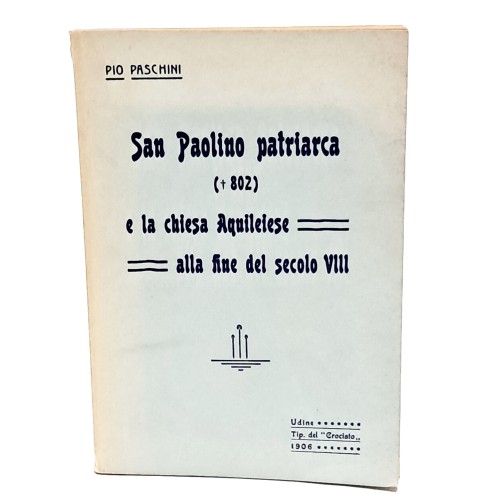 PIO PASCHINI
San Paolino patriarca
(† 802)
e la chiesa Aquileiese
alla fine del secolo VIII
Udine
Tip. del "Crociato„
1906